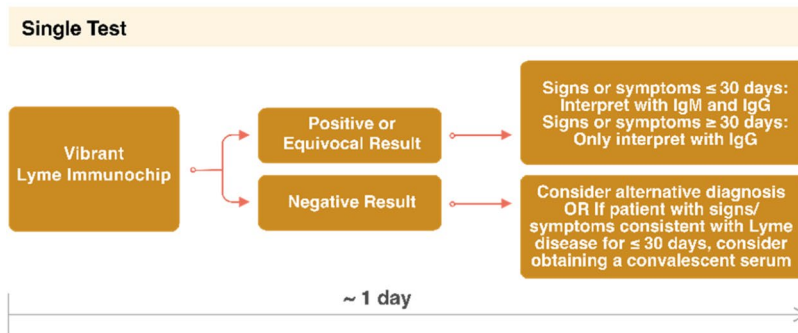 Single Test
Vibrant
Lyme Immunochip
Positive or
Equivocal Result
Signs or symptoms ≤ 30 days:
Interpret with IgM and IgG
Signs or symptoms ≥ 30 days:
Only interpret with IgG
Negative Result
Consider alternative diagnosis
OR If patient with signs/
symptoms consistent with Lyme
disease for ≤ 30 days, consider
obtaining a convalescent serum
~ 1 day